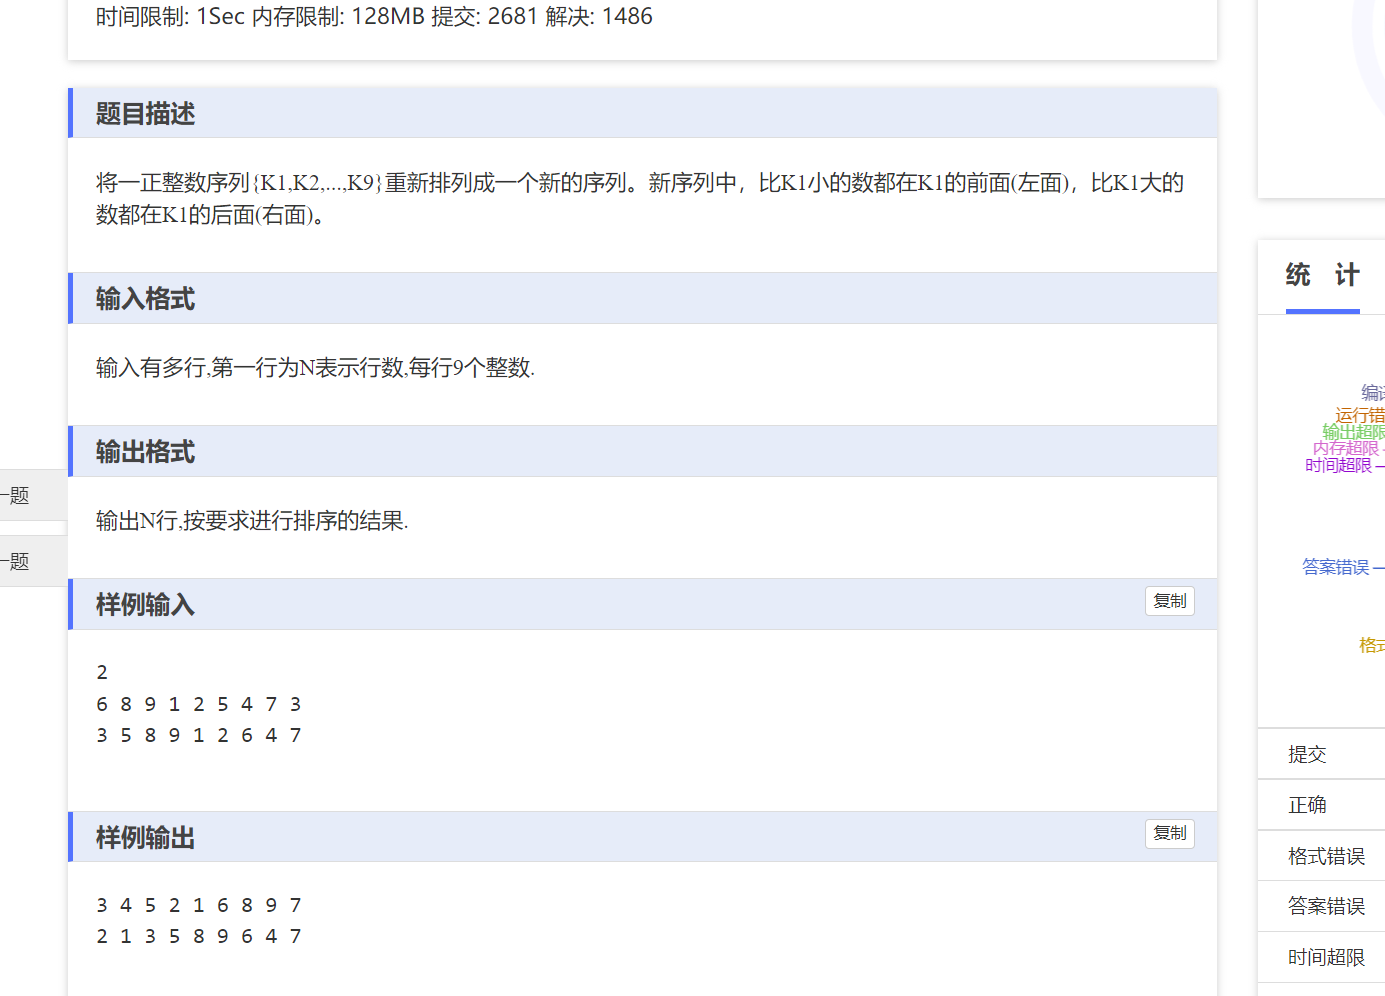 时间限制: 1Sec 内存限制: 128MB 提交: 2681 解决: 1486
题目描述
将一正整数序列{K1,K2,...,K9}重新排列成一个新的序列。新序列中，比K1小的数都在K1的前面(左面)，比K1大的
数都在K1的后面(右面)。
输入格式
输入有多行,第一行为N表示行数,每行9个整数.
输出格式
输出N行,按要求进行排序的结果.
样例输入
复制
2
6 8 9 1 2 5 4 7 3
3 5 8 9 1 2 6 4 7
样例输出
复制
3 4 5 2 1 6 8 9 7
2 1 3 5 8 9 6 4 7
一题
一题
统 计
编译
运行错
输出超限
内存超限
时间超限
答案错误
格式
提交
正确
格式错误
答案错误
时间超限